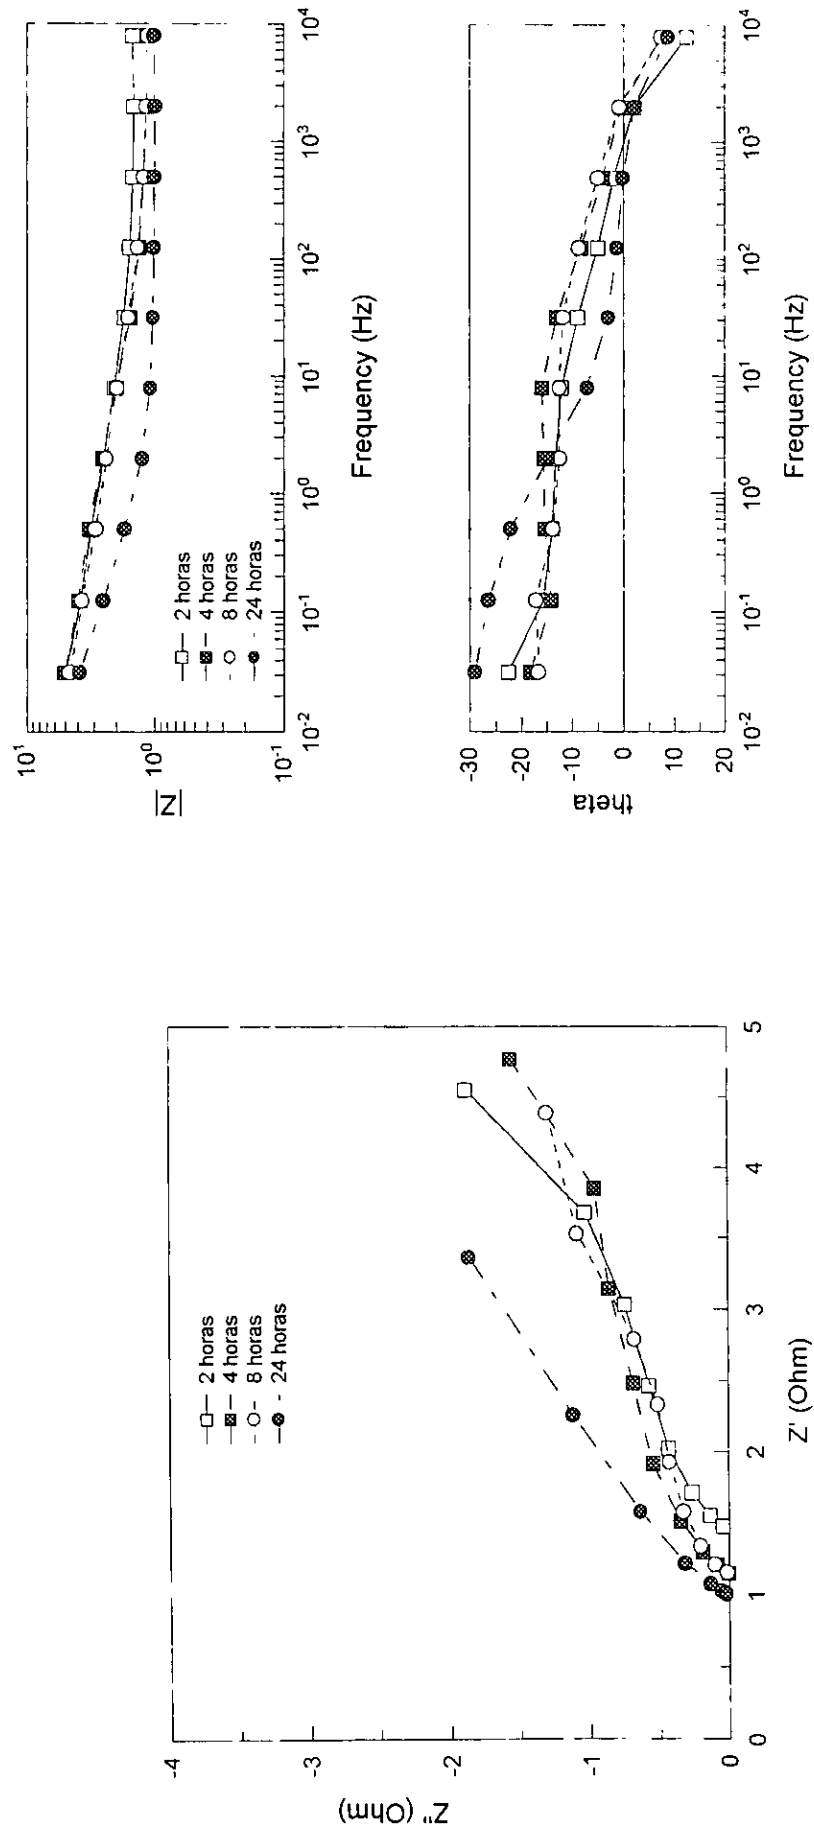 Z'' (Ohm)
-4
-3
-2
-1
0
2 horas
4 horas
8 horas
24 horas
0
1
2
3
4
5
Z' (Ohm)
|Z|
10¹
10⁰
10⁻¹
2 horas
4 horas
8 horas
24 horas
10⁻²
10⁻¹
10⁰
10¹
10²
10³
10⁴
Frequency (Hz)
theta
-30
-20
-10
0
10
20
10⁻²
10⁻¹
10⁰
10¹
10²
10³
10⁴
Frequency (Hz)